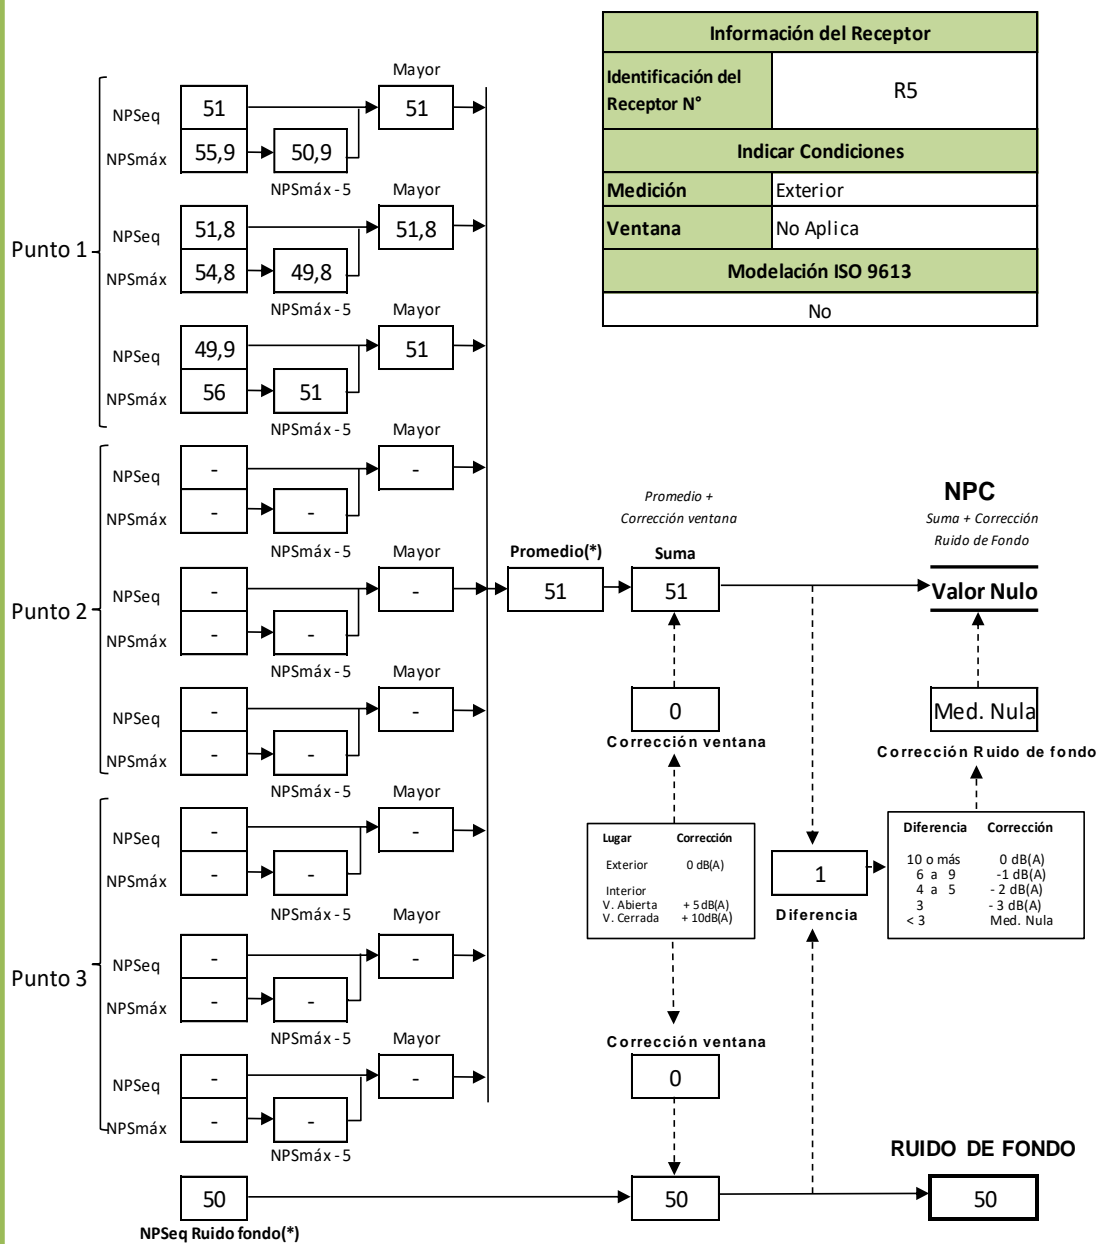 Información del Receptor
Identificación del
Receptor N°
R5
Indicar Condiciones
Medición
Exterior
Ventana
No Aplica
Modelación ISO 9613
No
Punto 1
Mayor
NPSeq
51
51
NPSmáx
55,9
50,9
NPSmáx - 5
Mayor
NPSeq
51,8
51,8
NPSmáx
54,8
49,8
NPSmáx - 5
Mayor
NPSeq
49,9
51
NPSmáx
56
51
NPSmáx - 5
Punto 2
Mayor
NPSeq
-
-
NPSmáx
-
-
NPSmáx - 5
Mayor
NPSeq
-
-
NPSmáx
-
-
NPSmáx - 5
Mayor
NPSeq
-
-
NPSmáx
-
-
NPSmáx - 5
Punto 3
Mayor
NPSeq
-
-
NPSmáx
-
-
NPSmáx - 5
Mayor
NPSeq
-
-
NPSmáx
-
-
NPSmáx - 5
Mayor
NPSeq
-
-
NPSmáx
-
-
NPSmáx - 5
50
NPSeq Ruido fondo(*)
Promedio(*)
51
Promedio +
Corrección ventana
Suma
51
0
Corrección ventana
Lugar Corrección
Exterior 0 dB(A)
Interior
V. Abierta + 5 dB(A)
V. Cerrada + 10dB(A)
Corrección ventana
0
50
1
Diferencia
NPC
Suma + Corrección
Ruido de Fondo
Valor Nulo
Med. Nula
Corrección Ruido de fondo
Diferencia Corrección
10 o más 0 dB(A)
6 a 9 -1 dB(A)
4 a 5 - 2 dB(A)
3 - 3 dB(A)
< 3 Med. Nula
RUIDO DE FONDO
50